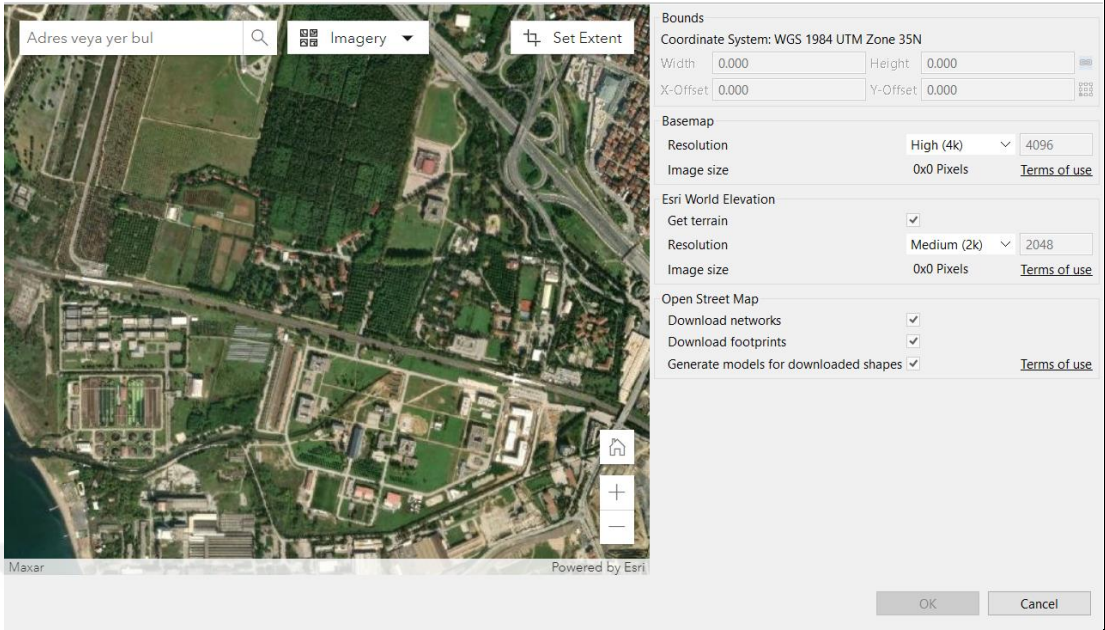 Adres veya yer bul
Imagery
Set Extent
Maxar
Powered by Esri
Bounds
Coordinate System: WGS 1984 UTM Zone 35N
Width 0.000 Height 0.000
X-Offset 0.000 Y-Offset 0.000
Basemap
Resolution High (4k) 4096
Image size 0x0 Pixels Terms of use
Esri World Elevation
Get terrain
Resolution Medium (2k) 2048
Image size 0x0 Pixels Terms of use
Open Street Map
Download networks
Download footprints
Generate models for downloaded shapes Terms of use
OK Cancel